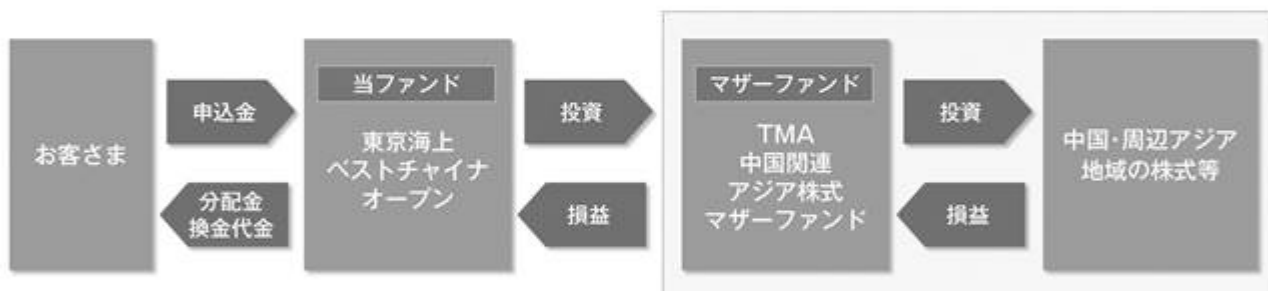 お客さま
申込金
分配金
換金代金
当ファンド
東京海上
ベストチャイナ
オープン
投資
損益
マザーファンド
TMA
中国関連
アジア株式
マザーファンド
投資
損益
中国・周辺アジア
地域の株式等